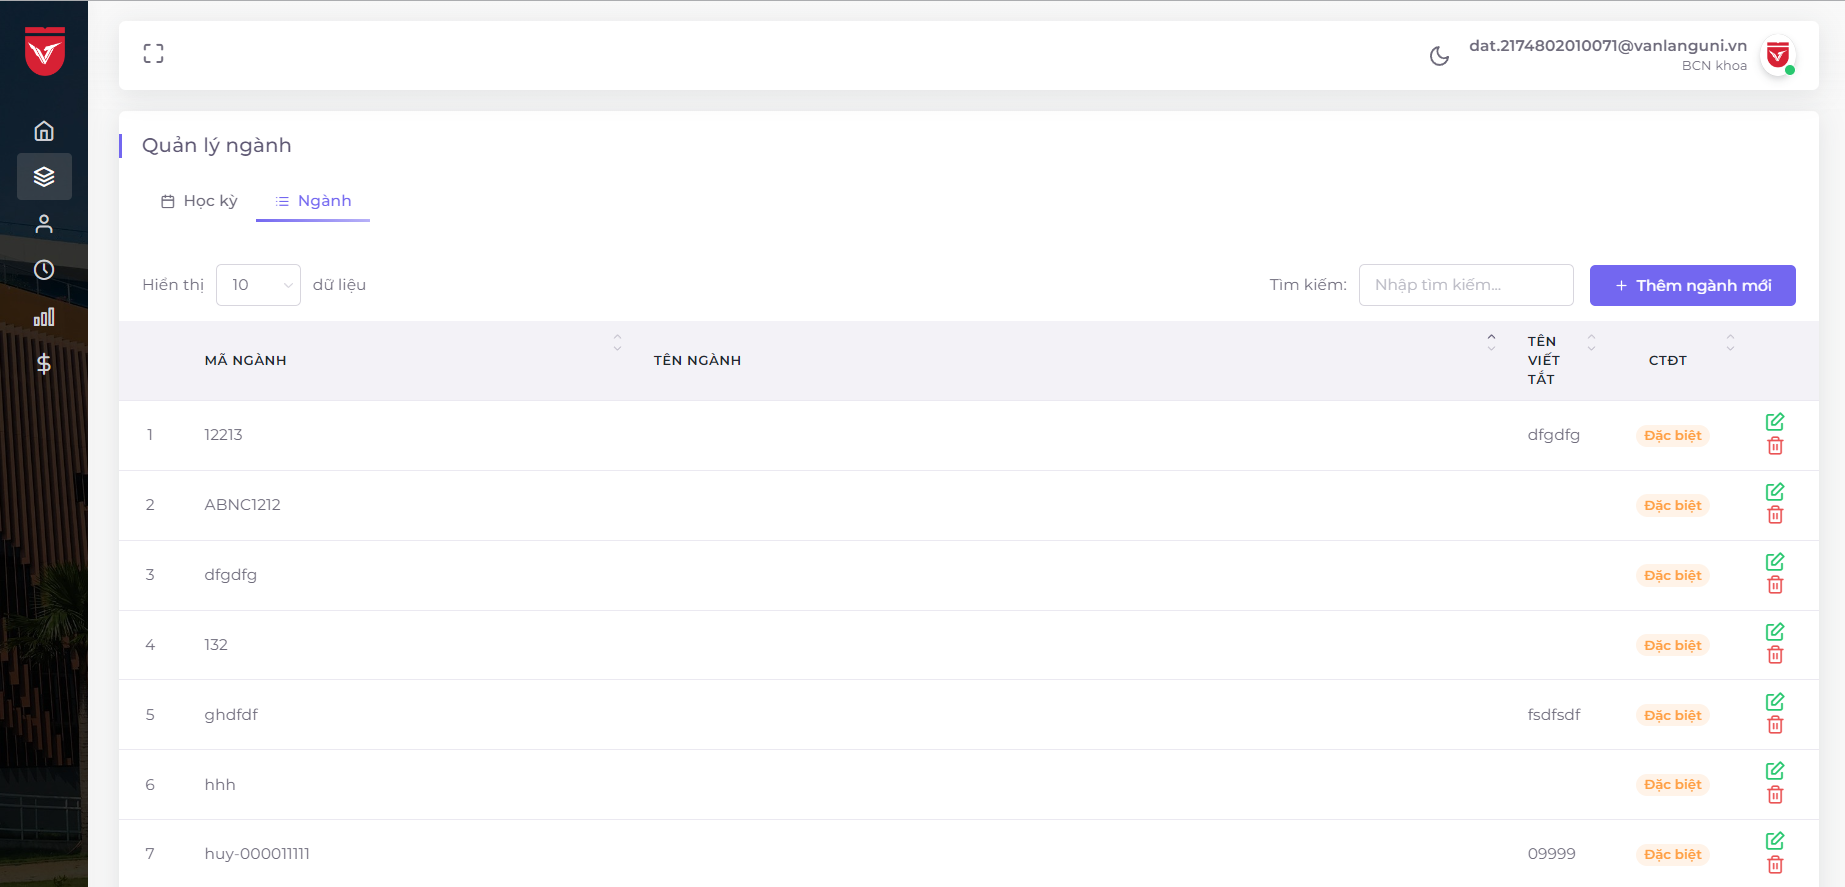 dat.2174802010071@vanlanguni.vn
BCN khoa
Quản lý ngành
Học kỳ
Ngành
Hiển thị 10 dữ liệu
Tìm kiếm: Nhập tìm kiếm...
+ Thêm ngành mới
MÃ NGÀNH
TÊN NGÀNH
TÊN
VIẾT
TẮT
CTĐT
1 12213 dfgdfg Đặc biệt
2 ABNC1212 Đặc biệt
3 dfgdfg Đặc biệt
4 132 Đặc biệt
5 ghdfdf fsdfsdf Đặc biệt
6 hhh Đặc biệt
7 huy-000011111 09999 Đặc biệt